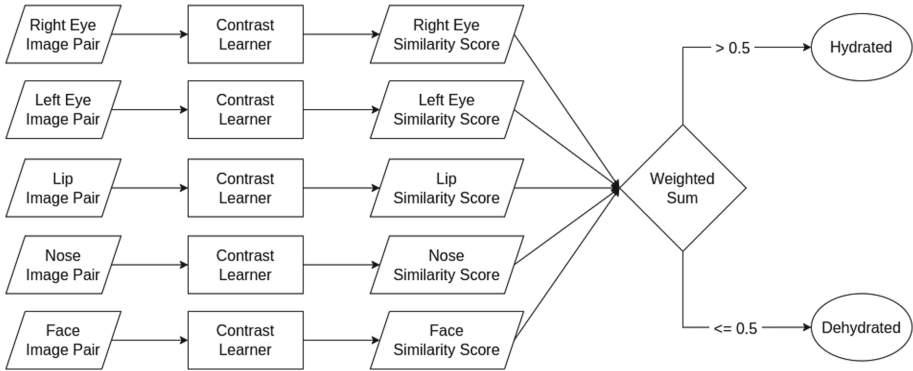 Right Eye
Image Pair
Contrast
Learner
Right Eye
Similarity Score
Left Eye
Image Pair
Contrast
Learner
Left Eye
Similarity Score
Lip
Image Pair
Contrast
Learner
Lip
Similarity Score
Nose
Image Pair
Contrast
Learner
Nose
Similarity Score
Face
Image Pair
Contrast
Learner
Face
Similarity Score
Weighted
Sum
> 0.5
Hydrated
<= 0.5
Dehydrated